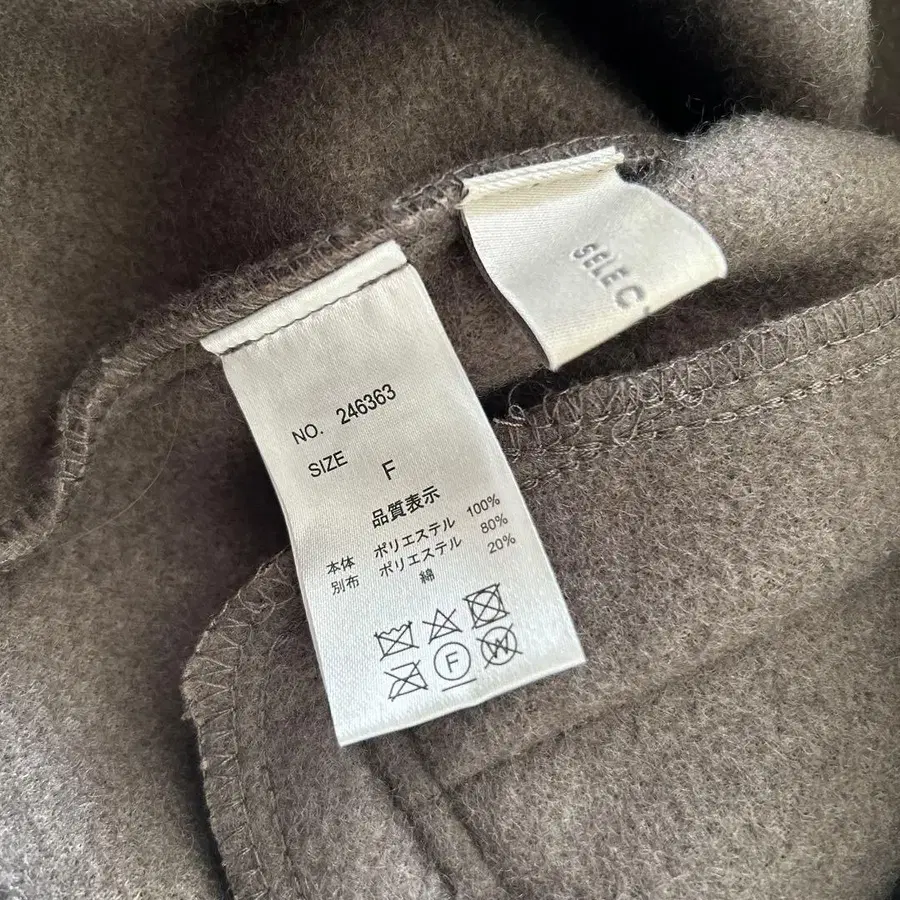 SELEC
NO. 246363
SIZE F
品質表示
本体 ポリエステル 100%
別布 ポリエステル 80%
綿 20%
F W